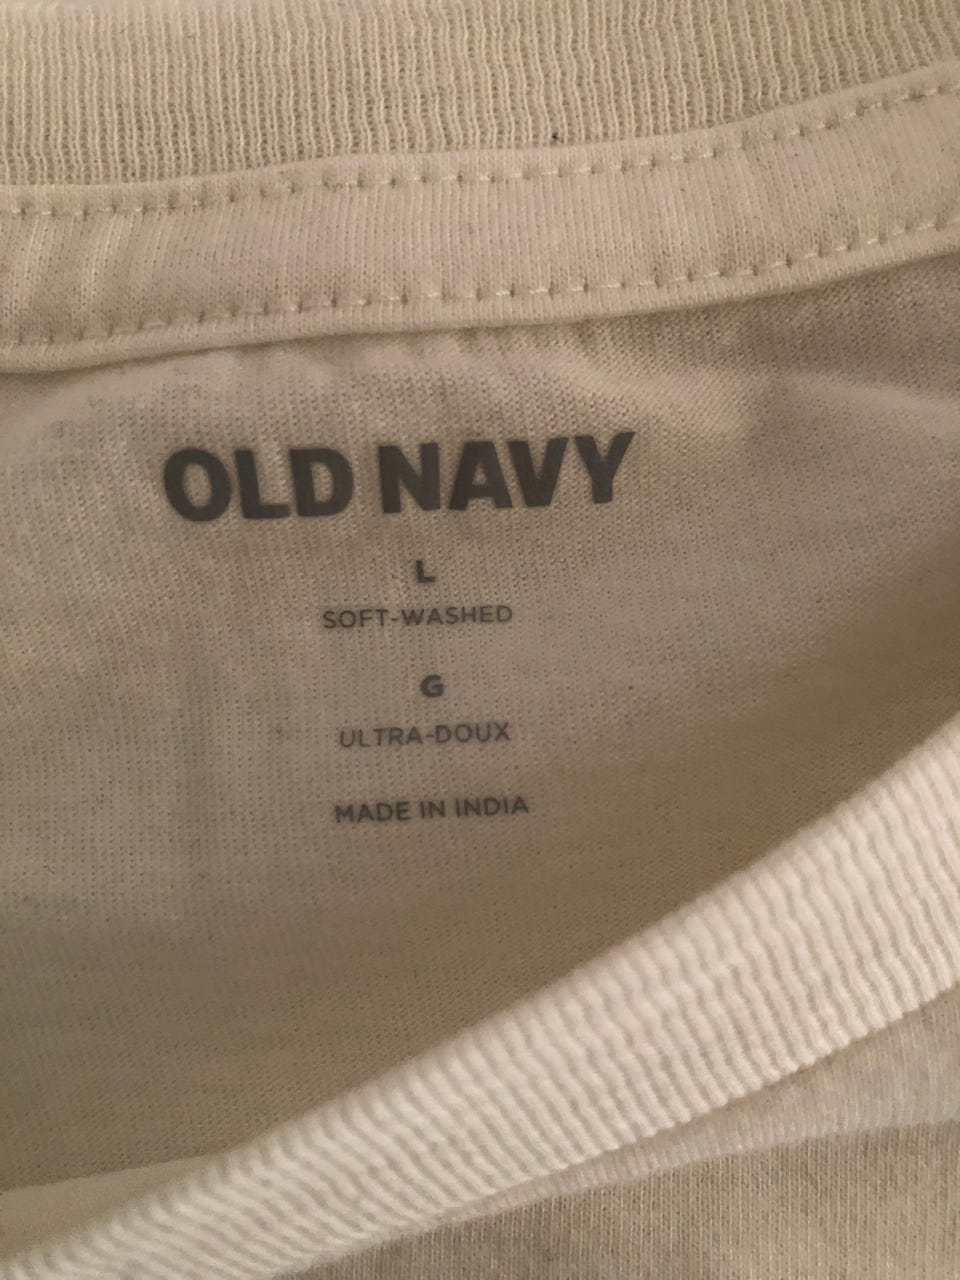 OLD NAVY
L
SOFT-WASHED
G
ULTRA-DOUX
MADE IN INDIA